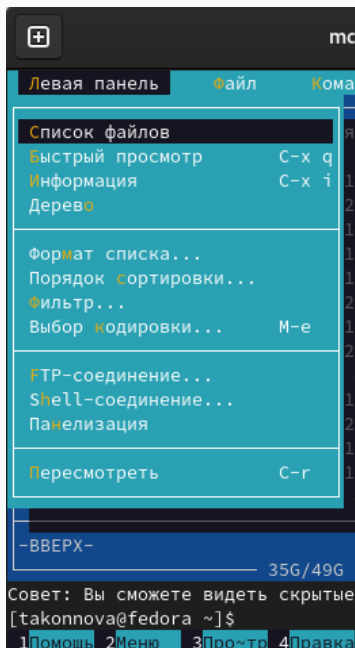 mc
Левая панель Файл Кома
Список файлов
Быстрый просмотр C-x q
Информация C-x i
Дерево
Формат списка...
Порядок сортировки...
Фильтр...
Выбор кодировки... M-e
FTP-соединение...
Shell-соединение...
Панелизация
Пересмотреть C-r
-ВВЕРХ-
35G/49G
Совет: Вы сможете видеть скрытые
[takonnova@fedora ~]$
1Помощь 2Меню 3Про~тр 4Правка